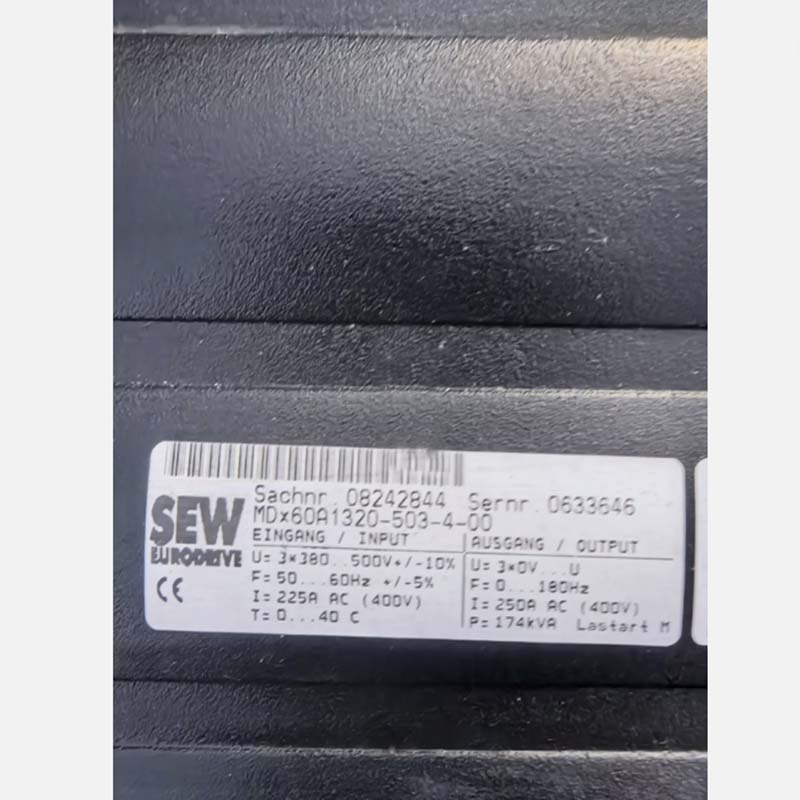 Sachnr. 08242844 Sernr. 0633646
MDx60A1320-503-4-00
SEW
EURODRIVE
EINGANG / INPUT
U= 3*380...500V+/-10%
F= 50...60Hz +/-5%
I= 225A AC (400V)
T= 0...40 C
AUSGANG / OUTPUT
U= 3*0V...U
F= 0...180Hz
I= 250A AC (400V)
P= 174kVA Lastart M
CE